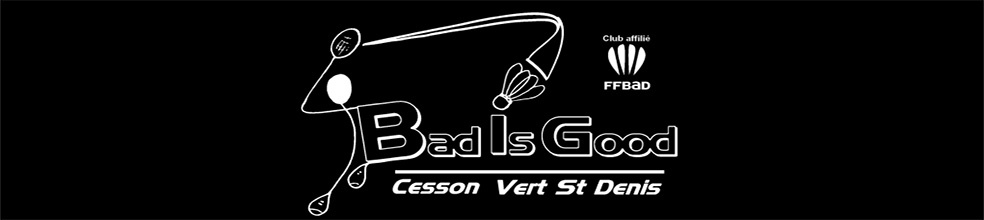 Club affilié
FFBaD
Bad Is Good
Cesson Vert St Denis